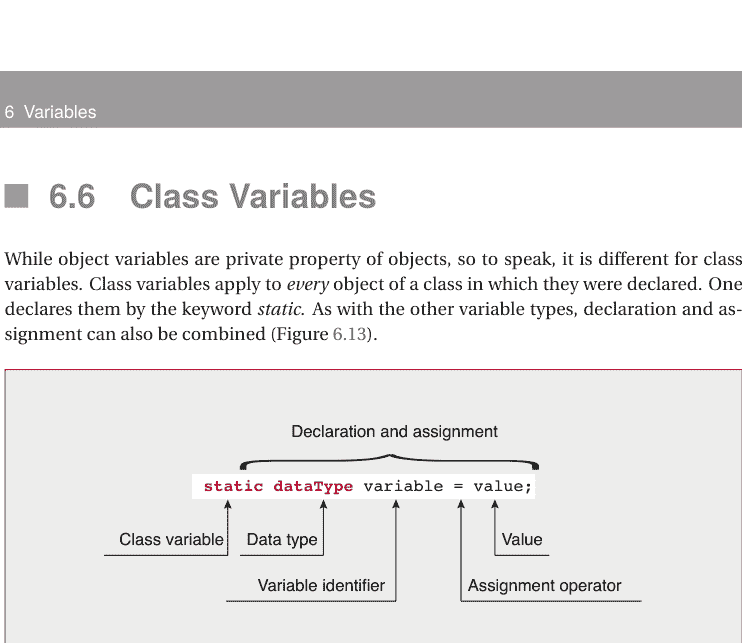 6 Variables
6.6 Class Variables
While object variables are private property of objects, so to speak, it is different for class
variables. Class variables apply to every object of a class in which they were declared. One
declares them by the keyword static. As with the other variable types, declaration and as-
signment can also be combined (Figure 6.13).
Declaration and assignment
static dataType variable = value;
Class variable Data type Value
Variable identifier Assignment operator